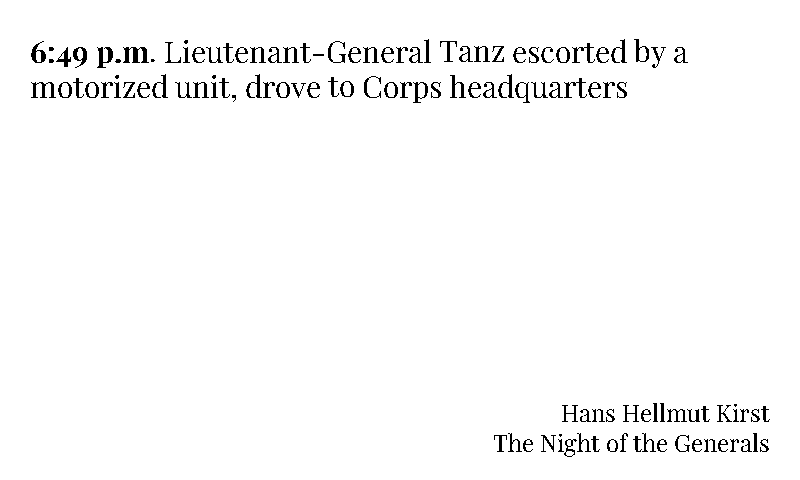 6:49 p.m. Lieutenant-General Tanz escorted by a
motorized unit, drove to Corps headquarters
Hans Hellmut Kirst
The Night of the Generals